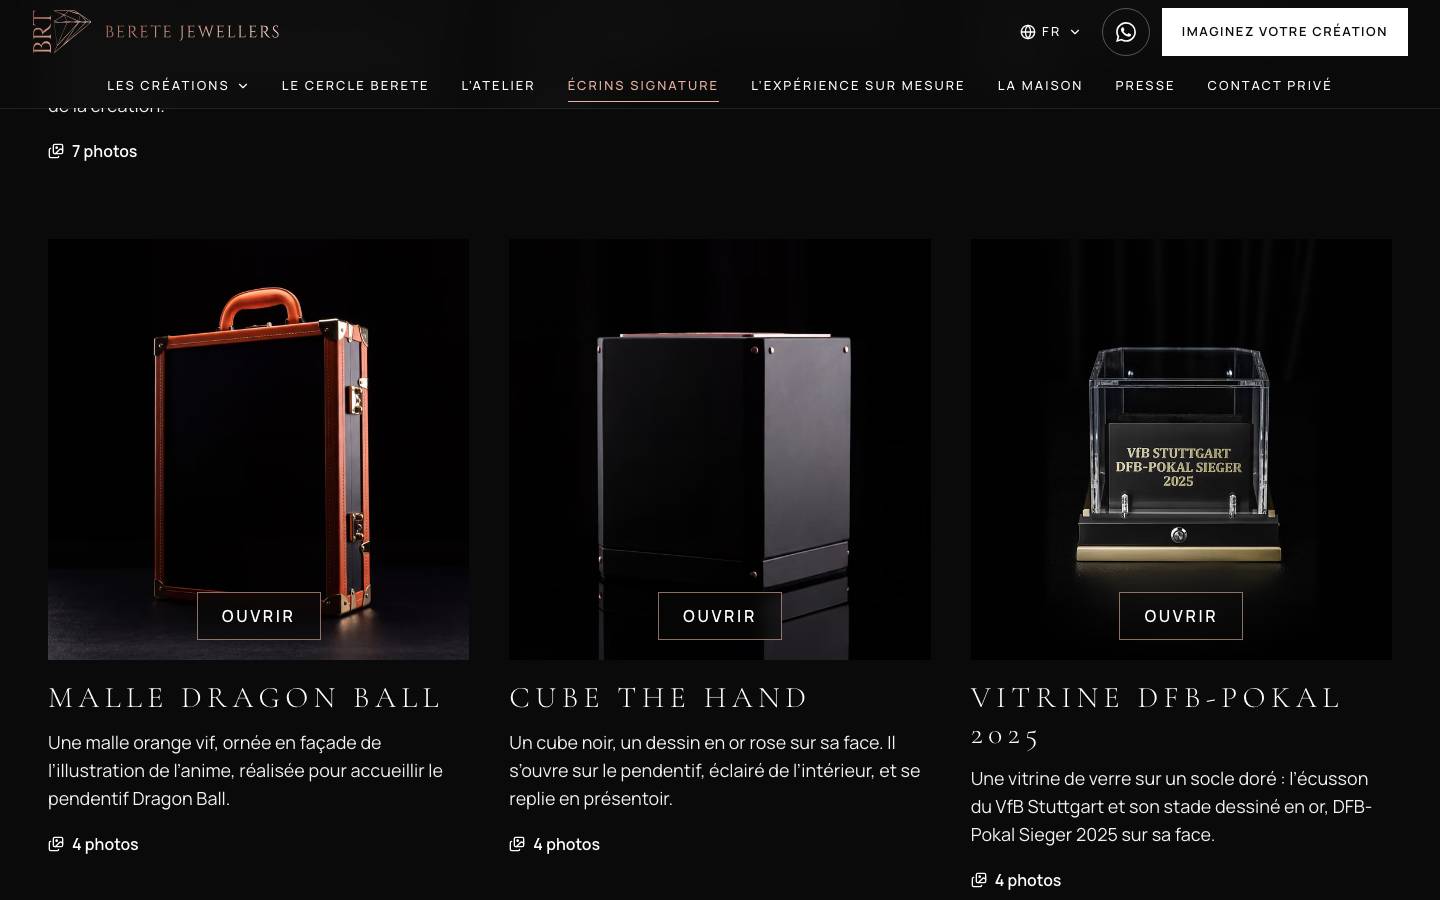 BRT
BERETE JEWELLERS
FR
IMAGINEZ VOTRE CRÉATION
LES CRÉATIONS
LE CERCLE BERETE
L'ATELIER
ÉCRINS SIGNATURE
L'EXPÉRIENCE SUR MESURE
LA MAISON
PRESSE
CONTACT PRIVÉ
de la création.
7 photos
OUVRIR
OUVRIR
VfB STUTTGART
DFB-POKAL SIEGER
2025
OUVRIR
MALLE DRAGON BALL
Une malle orange vif, ornée en façade de
l'illustration de l'anime, réalisée pour accueillir le
pendentif Dragon Ball.
4 photos
CUBE THE HAND
Un cube noir, un dessin en or rose sur sa face. Il
s'ouvre sur le pendentif, éclairé de l'intérieur, et se
replie en présentoir.
4 photos
VITRINE DFB-POKAL
2025
Une vitrine de verre sur un socle doré : l'écusson
du VfB Stuttgart et son stade dessiné en or, DFB-
Pokal Sieger 2025 sur sa face.
4 photos